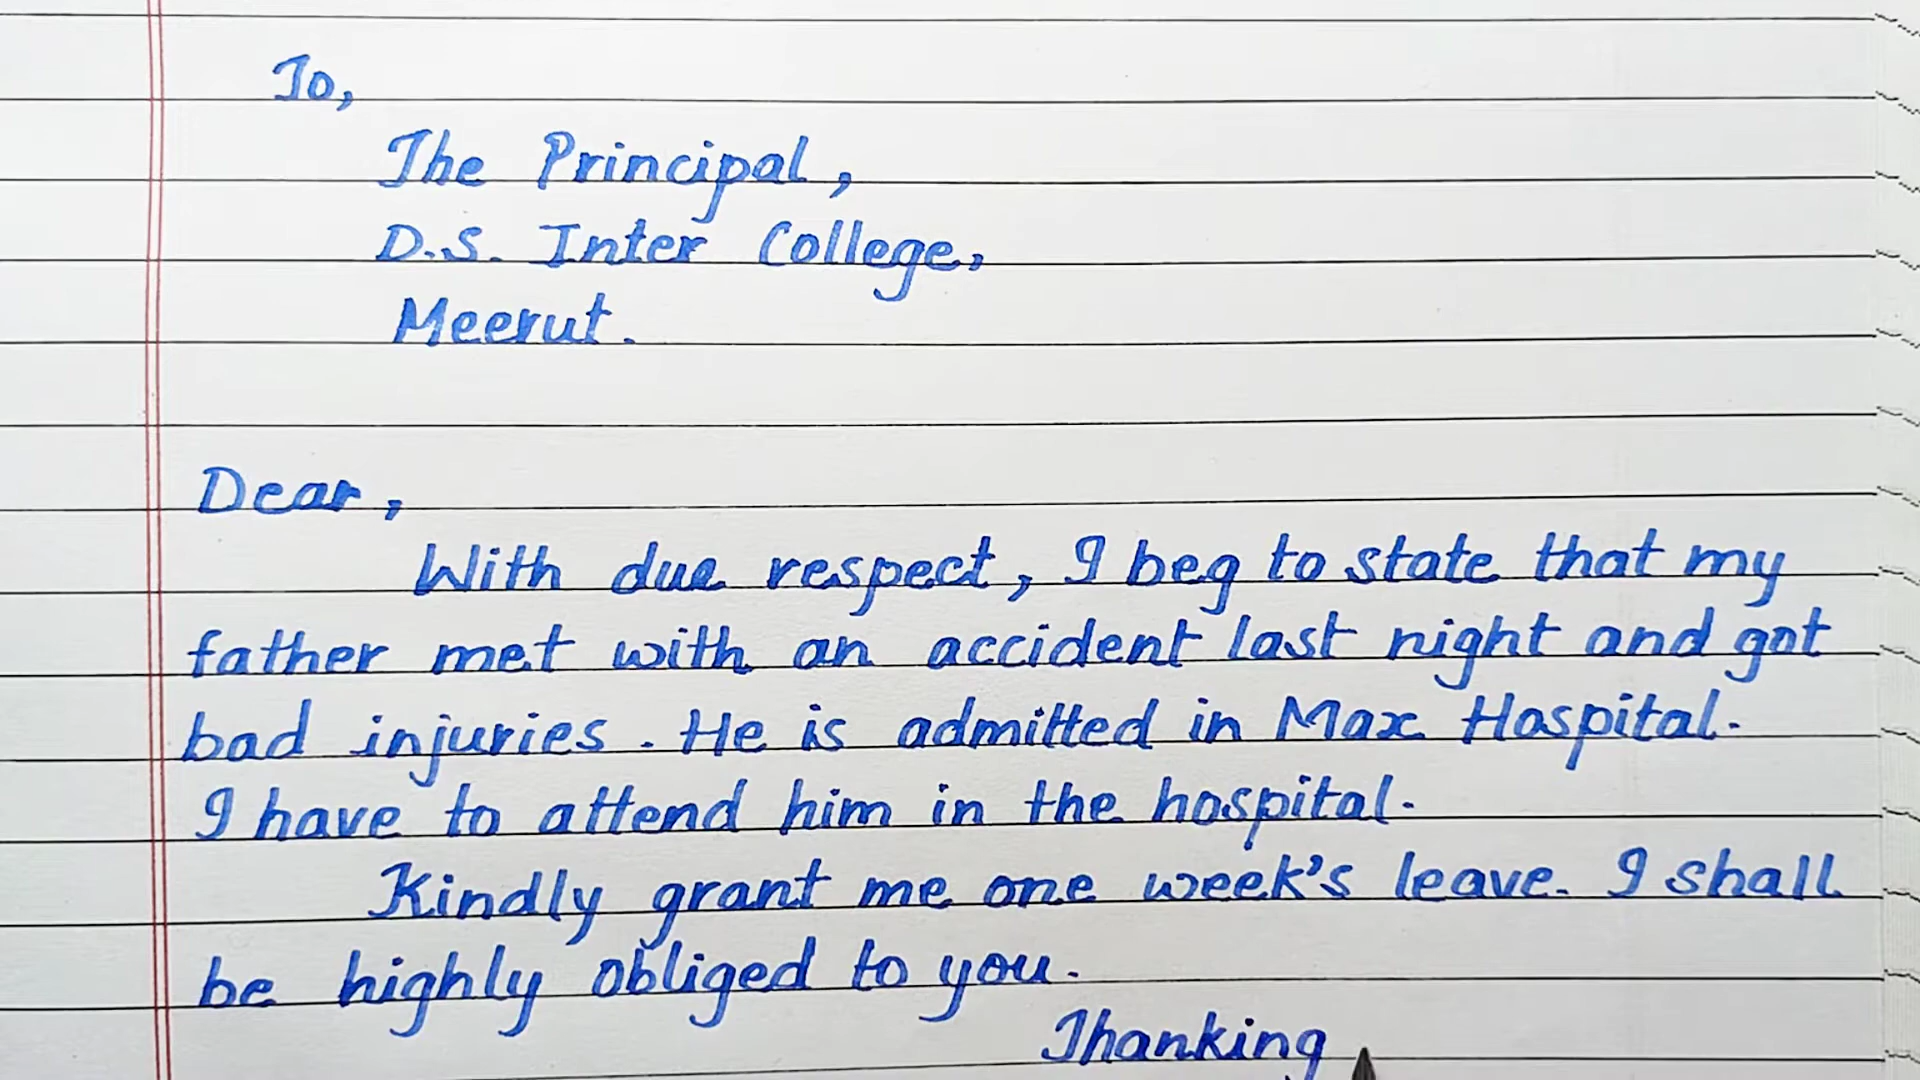 To,
The Principal,
D.S. Inter College,
Meerut.
Dear,
With due respect, I beg to state that my
father met with an accident last night and got
bad injuries. He is admitted in Max Hospital.
I have to attend him in the hospital.
Kindly grant me one week's leave. I shall
be highly obliged to you.
Thanking